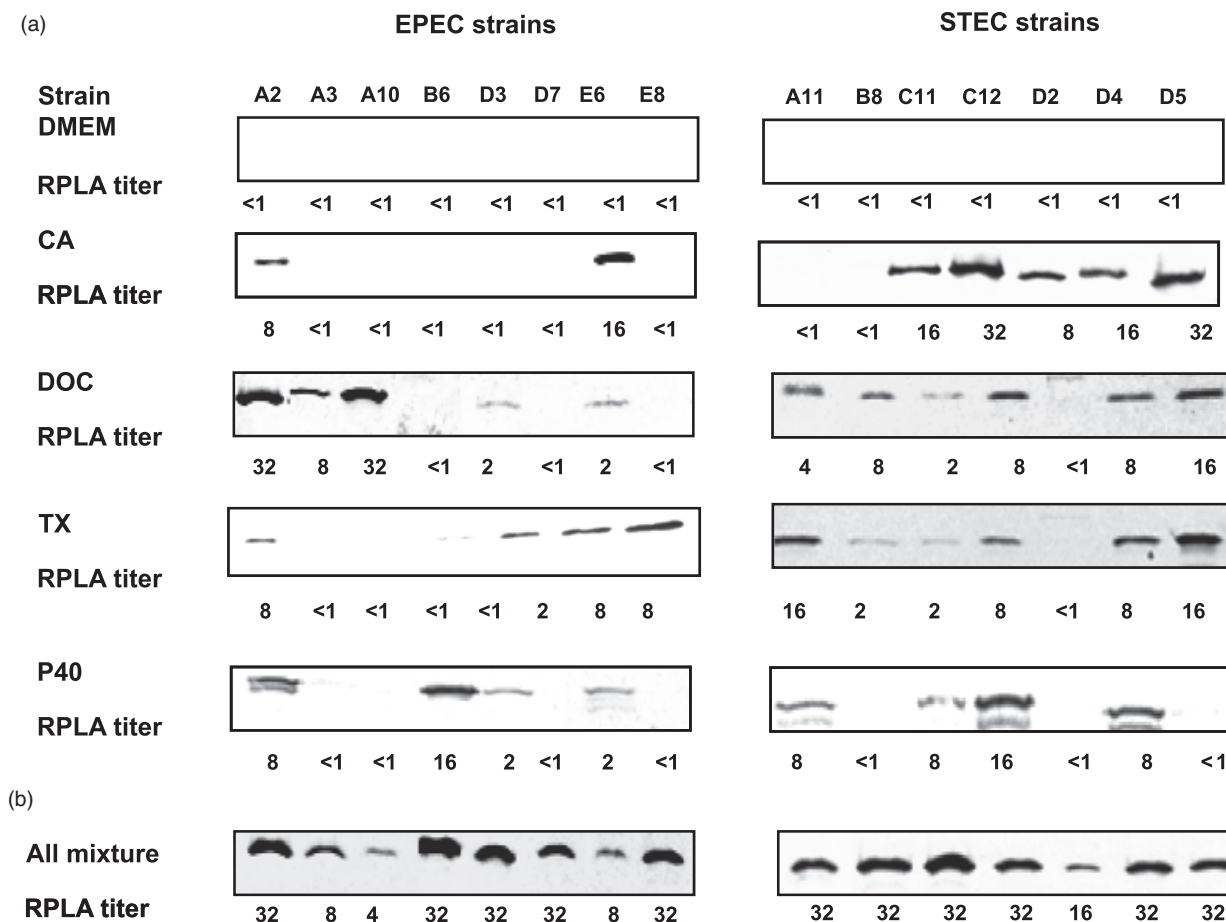 (a)
EPEC strains STEC strains
Strain A2 A3 A10 B6 D3 D7 E6 E8 A11 B8 C11 C12 D2 D4 D5
DMEM
RPLA titer
<1 <1 <1 <1 <1 <1 <1 <1 <1 <1 <1 <1 <1 <1 <1
CA
RPLA titer
8 <1 <1 <1 <1 <1 16 <1 <1 <1 16 32 8 16 32
DOC
RPLA titer
32 8 32 <1 2 <1 2 <1 4 8 2 8 <1 8 16
TX
RPLA titer
8 <1 <1 <1 <1 2 8 8 16 2 2 8 <1 8 16
P40
RPLA titer
8 <1 <1 16 2 <1 2 <1 8 <1 8 16 <1 8 <1
(b)
All mixture
RPLA titer 32 8 4 32 32 32 8 32 32 32 32 32 16 32 32